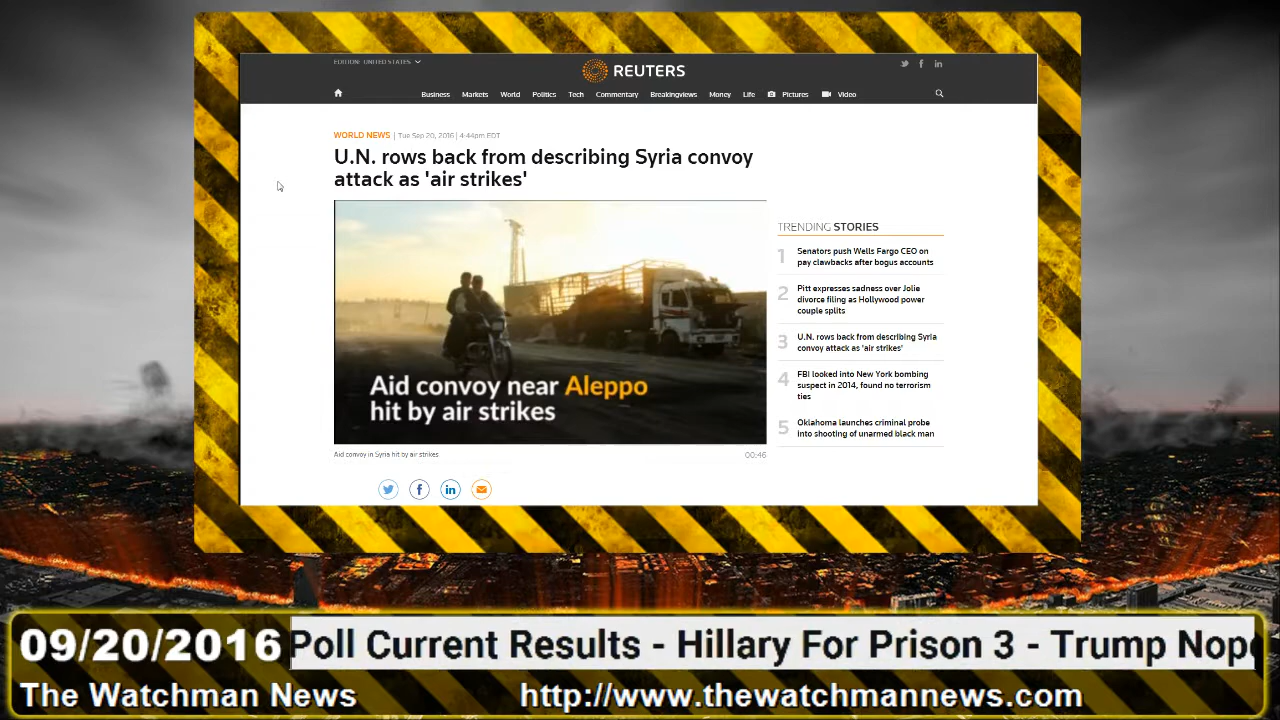 EDITION: UNITED STATES
REUTERS
Business Markets World Politics Tech Commentary Breakingviews Money Life Pictures Video
WORLD NEWS | Tue Sep 20, 2016 | 4:44pm EDT
U.N. rows back from describing Syria convoy
attack as 'air strikes'
Aid convoy near Aleppo
hit by air strikes
Aid convoy in Syria hit by air strikes
00:46
TRENDING STORIES
1 Senators push Wells Fargo CEO on
pay clawbacks after bogus accounts
2 Pitt expresses sadness over Jolie
divorce filing as Hollywood power
couple splits
3 U.N. rows back from describing Syria
convoy attack as 'air strikes'
4 FBI looked into New York bombing
suspect in 2014, found no terrorism
ties
5 Oklahoma launches criminal probe
into shooting of unarmed black man
09/20/2016 Poll Current Results - Hillary For Prison 3 - Trump Nope
The Watchman News http://www.thewatchmannews.com